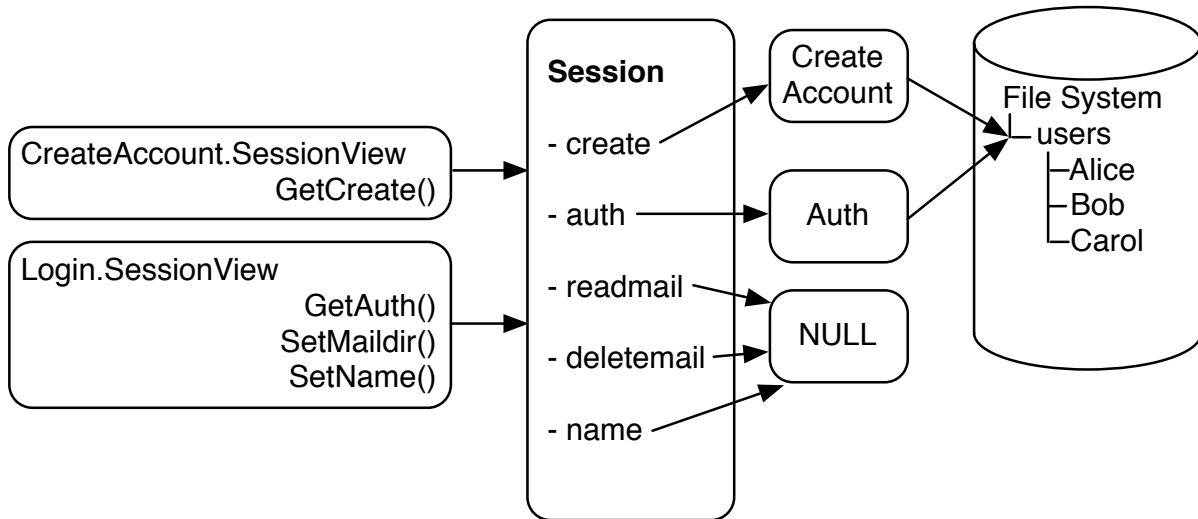 CreateAccount.SessionView
GetCreate()
Login.SessionView
GetAuth()
SetMaildir()
SetName()
Session
- create
- auth
- readmail
- deletemail
- name
Create
Account
Auth
NULL
File System
users
Alice
Bob
Carol